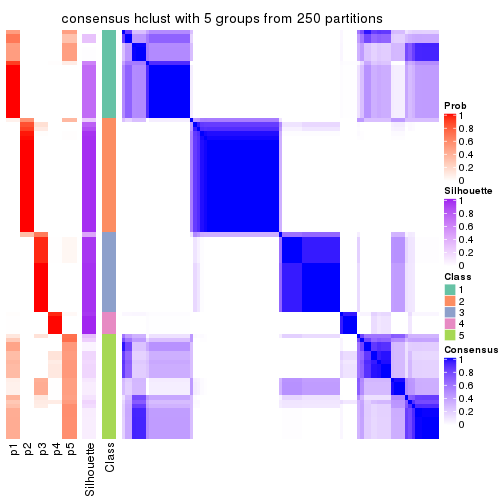 consensus hclust with 5 groups from 250 partitions
Prob
1
0.8
0.6
0.4
0.2
0
Silhouette
1
0.8
0.6
0.4
0.2
0
Class
1
2
3
4
5
Consensus
1
0.8
0.6
0.4
0.2
0
p1
p2
p3
p4
p5
Silhouette
Class